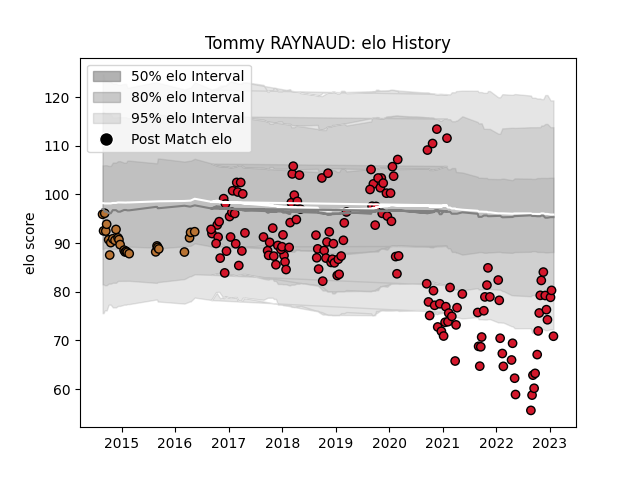 Tommy RAYNAUD: elo History
50% elo Interval
80% elo Interval
95% elo Interval
Post Match elo
elo score
120
110
100
90
80
70
60
2015 2016 2017 2018 2019 2020 2021 2022 2023